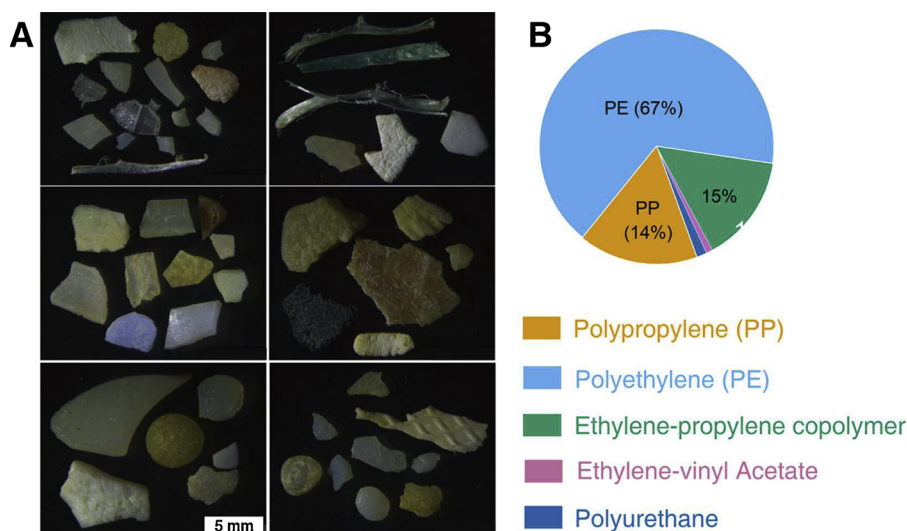 A
B
PE (67%)
15%
PP
(14%)
Polypropylene (PP)
Polyethylene (PE)
Ethylene-propylene copolymer
Ethylene-vinyl Acetate
Polyurethane
5 mm